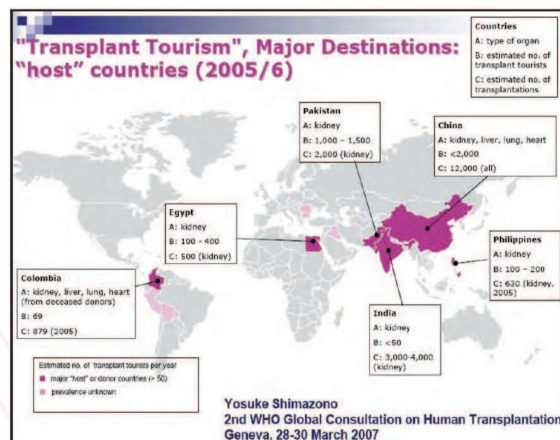 "Transplant Tourism", Major Destinations:
“host” countries (2005/6)
Countries
A: type of organ
B: estimated no. of
transplant tourists
C: estimated no. of
transplantations
Pakistan
A: kidney
B: 1,000 – 1,500
C: 2,000 (kidney)
China
A: kidney, liver, lung, heart
B: <2,000
C: 12,000 (all)
Egypt
A: kidney
B: 100 - 400
C: 500 (kidney)
Philippines
A: kidney
B: 100 – 200
C: 630 (kidney,
2005)
Colombia
A: kidney, liver, lung, heart
(from deceased donors)
B: 69
C: 879 (2005)
India
A: kidney
B: <50
C: 3,000-4,000
(kidney)
Estimated no. of transplant tourists per year
major "host" or donor countries (> 50)
prevalence unknown
Yosuke Shimazono
2nd WHO Global Consultation on Human Transplantation
Geneva, 28-30 March 2007